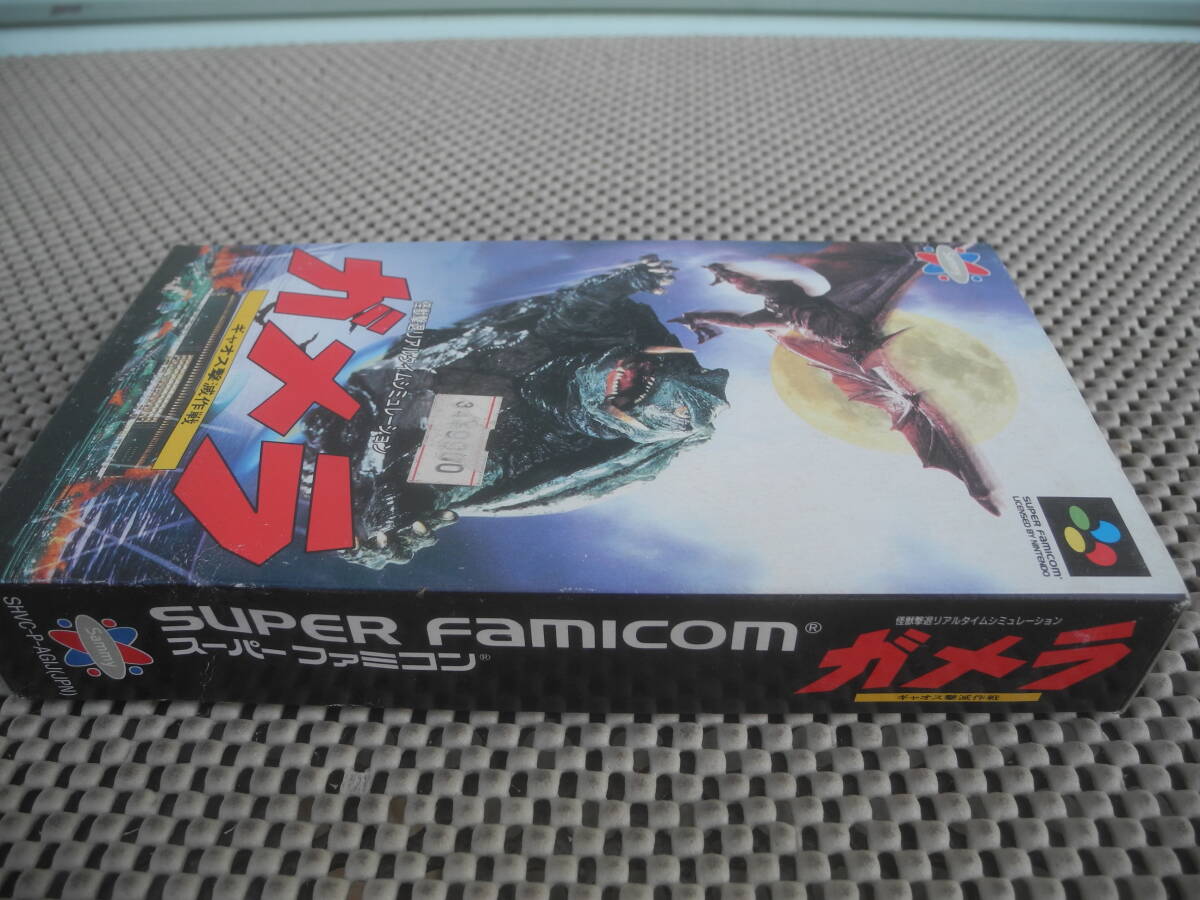 怪獣撃退リアルタイムシミュレーション
ガメラ
ギャオス撃滅作戦
Sammy
SUPER FAMICOM
LICENSED BY NINTENDO
SHVC-P-AGJJ(JPN)
Sammy
SUPER FAMICOM®
スーパーファミコン®
怪獣撃退リアルタイムシミュレーション
ガメラ
ギャオス撃滅作戦